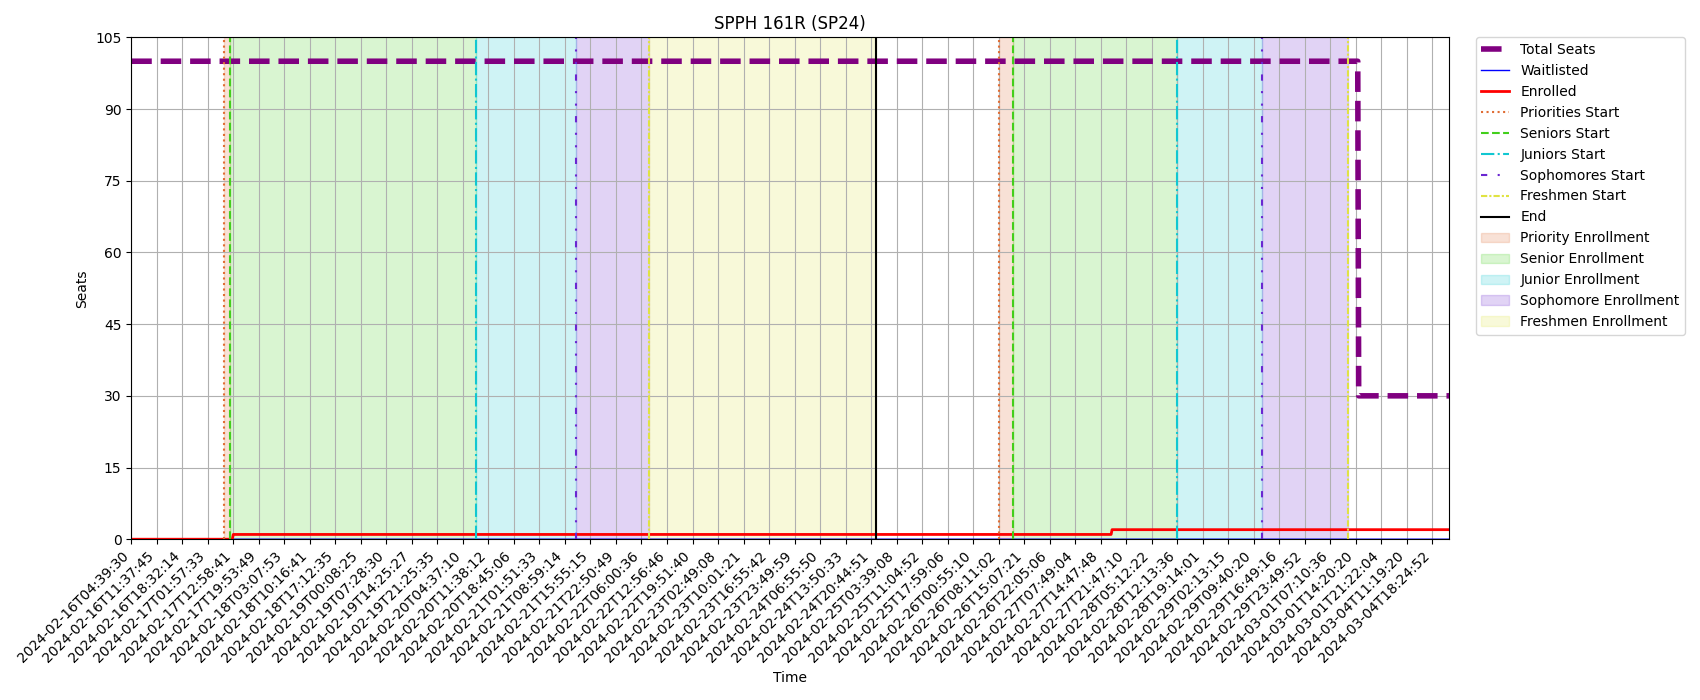 SPPH 161R (SP24)
105
90
75
60
45
30
15
0
Seats
Total Seats
Waitlisted
Enrolled
Priorities Start
Seniors Start
Juniors Start
Sophomores Start
Freshmen Start
End
Priority Enrollment
Senior Enrollment
Junior Enrollment
Sophomore Enrollment
Freshmen Enrollment
2024-02-16T04:39:30
2024-02-16T11:37:45
2024-02-16T18:32:14
2024-02-17T01:57:33
2024-02-17T12:58:41
2024-02-17T19:53:49
2024-02-18T03:07:53
2024-02-18T10:16:41
2024-02-18T17:12:35
2024-02-19T00:08:25
2024-02-19T07:28:30
2024-02-19T14:25:27
2024-02-19T21:25:35
2024-02-20T04:37:10
2024-02-20T11:38:12
2024-02-20T18:45:06
2024-02-21T01:51:33
2024-02-21T08:59:14
2024-02-21T15:55:15
2024-02-21T22:50:49
2024-02-22T06:00:36
2024-02-22T12:56:46
2024-02-22T19:51:40
2024-02-23T02:49:08
2024-02-23T10:01:21
2024-02-23T16:55:42
2024-02-23T23:49:59
2024-02-24T06:55:50
2024-02-24T13:50:33
2024-02-24T20:44:51
2024-02-25T03:39:08
2024-02-25T11:04:52
2024-02-25T17:59:06
2024-02-26T00:55:10
2024-02-26T08:11:02
2024-02-26T15:07:21
2024-02-26T22:05:06
2024-02-27T07:49:04
2024-02-27T14:47:48
2024-02-27T21:47:10
2024-02-28T05:12:22
2024-02-28T12:13:36
2024-02-28T19:14:01
2024-02-29T02:13:15
2024-02-29T09:40:20
2024-02-29T16:49:16
2024-02-29T23:49:52
2024-03-01T07:10:36
2024-03-01T14:20:20
2024-03-01T21:22:04
2024-03-04T11:19:20
2024-03-04T18:24:52
Time